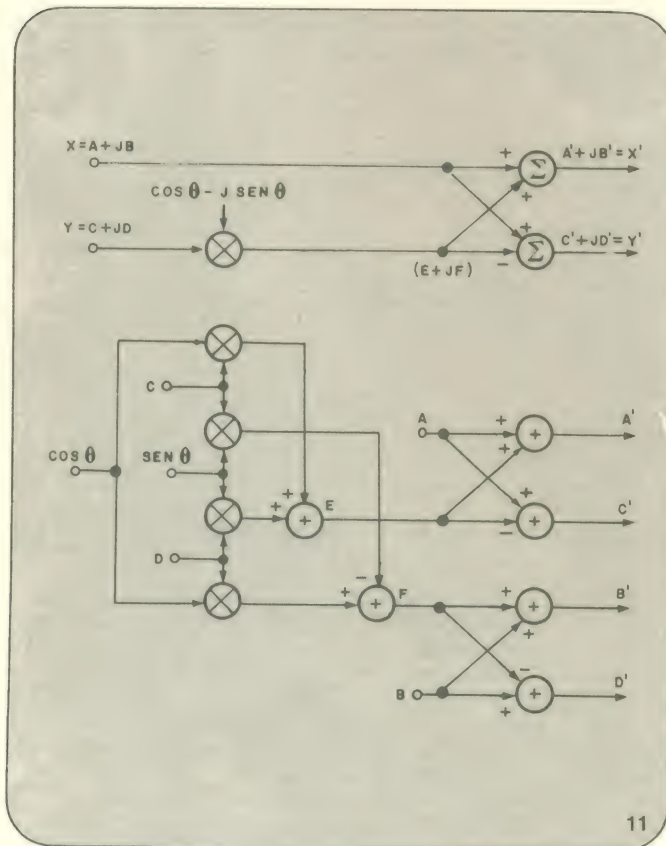 X=A+JB
+
Σ
A'+JB'=X'
COS θ - J SEN θ
+
+
Y=C+JD
-
Σ
C'+JD'=Y'
(E+JF)
C
A
+
+
+
A'
COS θ
SEN θ
+
+
+
E
+
-
+
C'
D
-
+
+
F
+
+
+
B'
-
B
+
+
D'
11